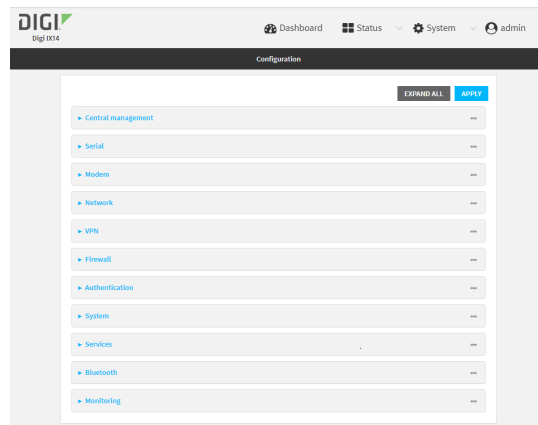 DIGI
Digi IX14
Dashboard Status System admin
Configuration
EXPAND ALL APPLY
Central management
Serial
Modem
Network
VPN
Firewall
Authentication
System
Services
Bluetooth
Monitoring